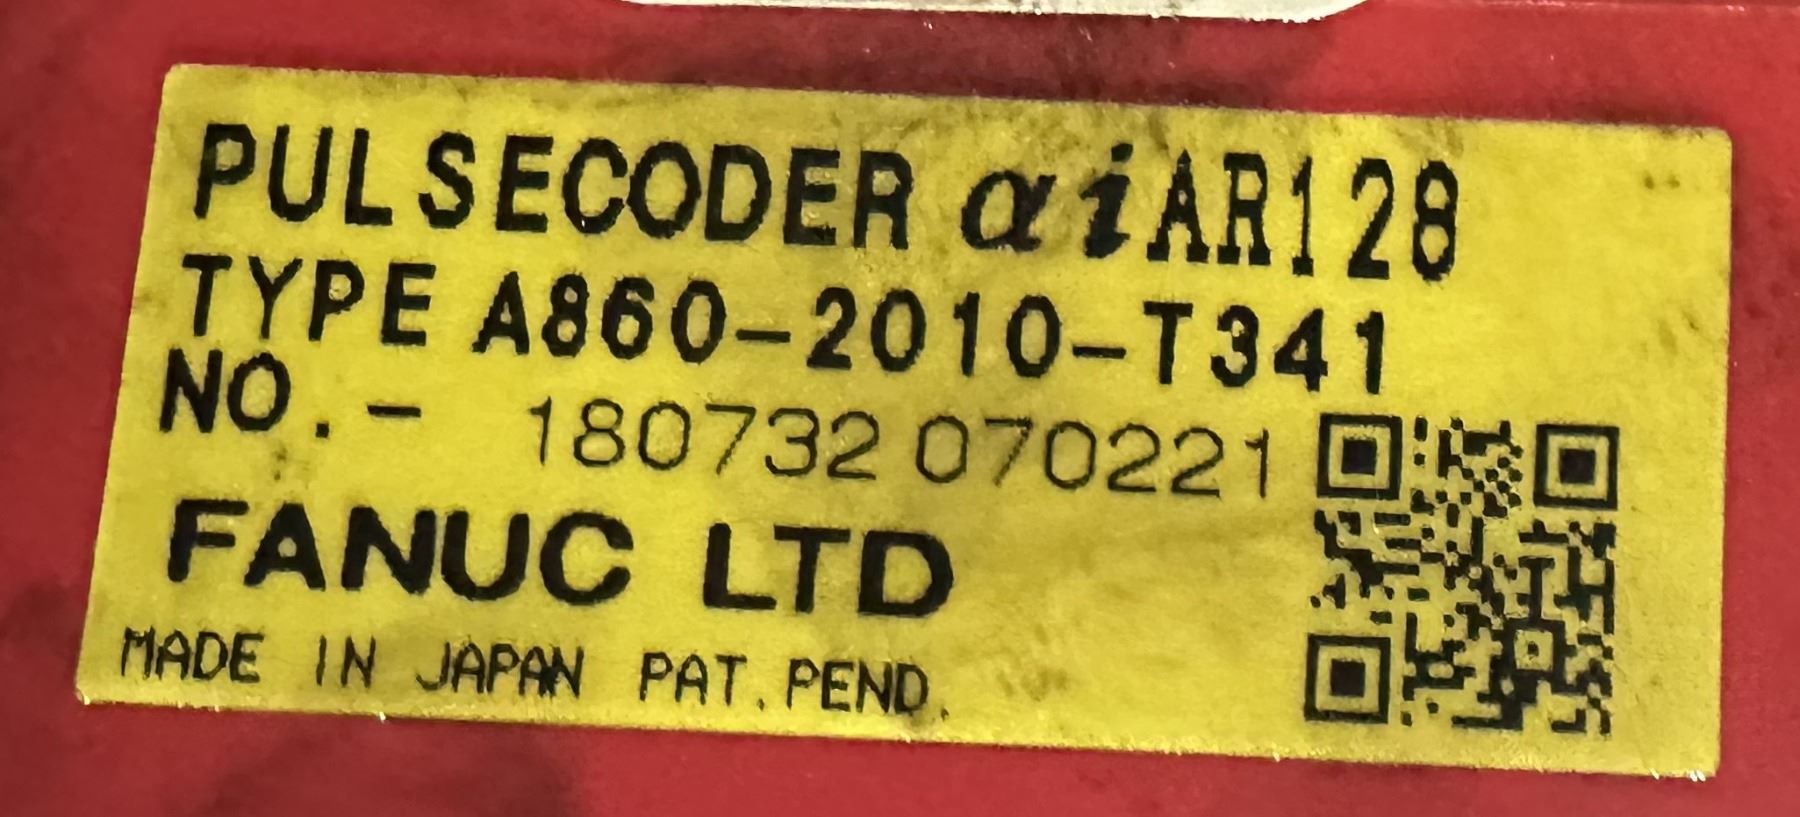 PULSECODER αiAR128
TYPE A860-2010-T341
NO. - 180732 070221
FANUC LTD
MADE IN JAPAN PAT. PEND.